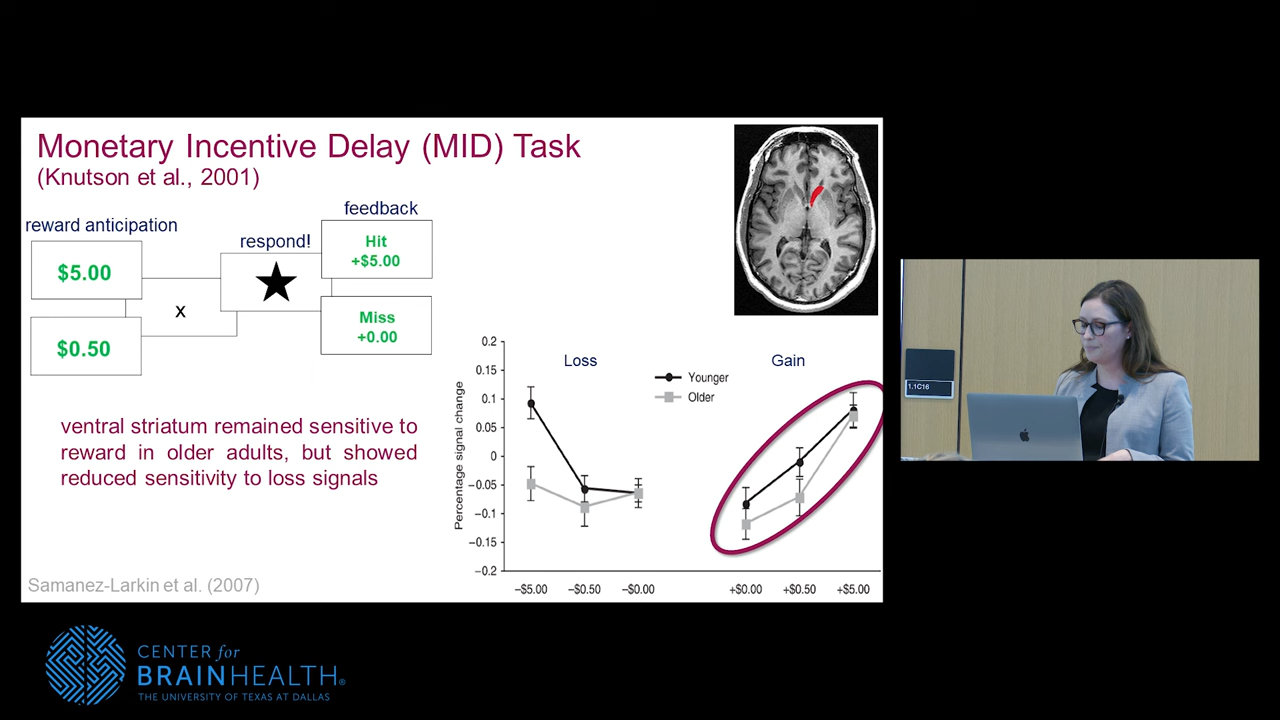 Monetary Incentive Delay (MID) Task
(Knutson et al., 2001)
reward anticipation
$5.00
$0.50
x
respond!
feedback
Hit
+$5.00
Miss
+0.00
ventral striatum remained sensitive to
reward in older adults, but showed
reduced sensitivity to loss signals
Samanez-Larkin et al. (2007)
Percentage signal change
0.2
0.15
0.1
0.05
0
−0.05
−0.1
−0.15
−0.2
Loss
Gain
Younger
Older
−$5.00
−$0.50
−$0.00
+$0.00
+$0.50
+$5.00
1.1C16
CENTER for
BRAINHEALTH®
THE UNIVERSITY OF TEXAS AT DALLAS